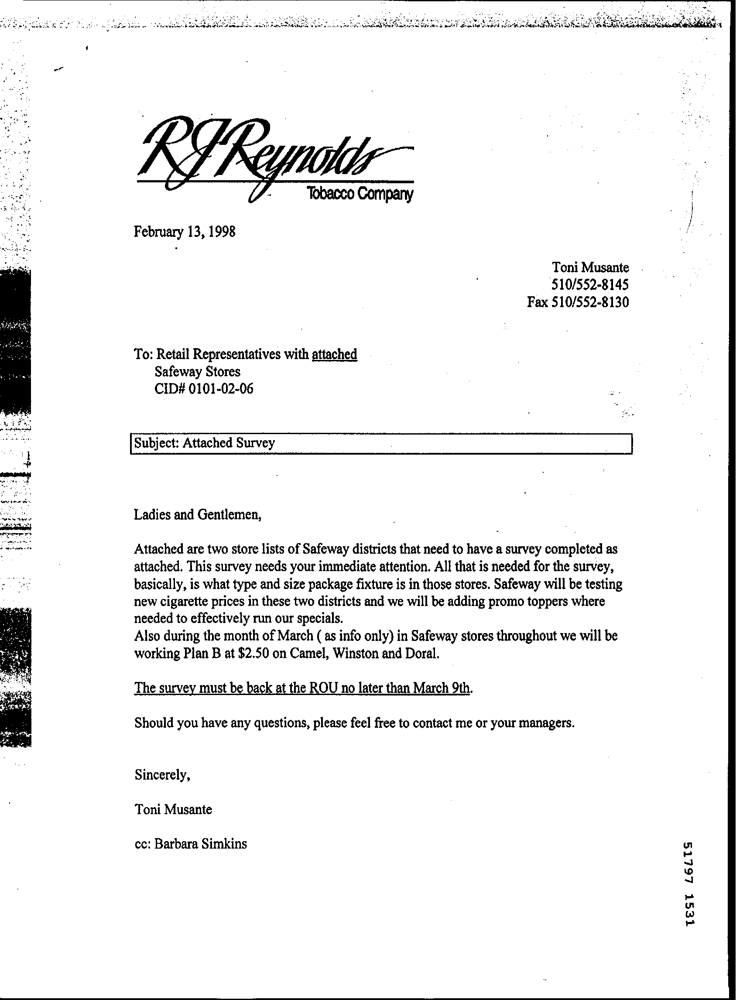 RJReynolds
Tobacco Company
February 13, 1998
Toni Musante
510/552-8145
Fax 510/552-8130
To: Retail Representatives with attached
Safeway Stores
CID# 0101-02-06
Subject: Attached Survey
Ladies and Gentlemen,
Attached are two store lists of Safeway districts that need to have a survey completed as
attached. This survey needs your immediate attention. All that is needed for the survey,
basically, is what type and size package fixture is in those stores. Safeway will be testing
new cigarette prices in these two districts and we will be adding promo toppers where
needed to effectively run our specials.
Also during the month of March ( as info only) in Safeway stores throughout we will be
working Plan B at $2.50 on Camel, Winston and Doral.
The survey must be back at the ROU no later than March 9th.
Should you have any questions, please feel free to contact me or your managers.
Sincerely,
Toni Musante
cc: Barbara Simkins
51797 1531